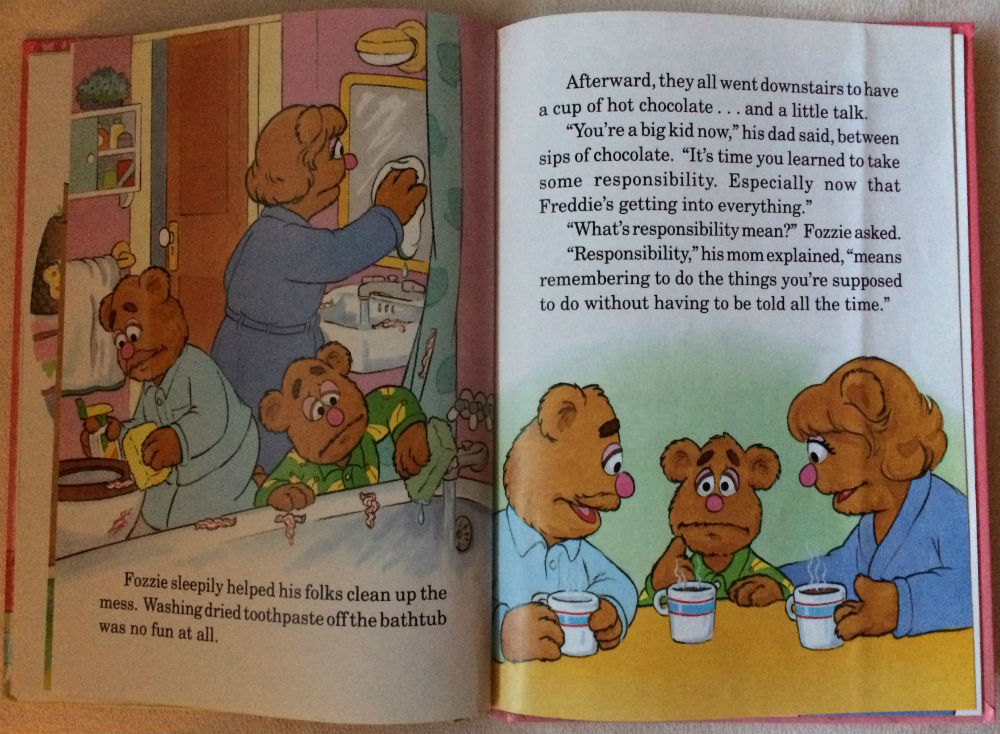 Fozzie sleepily helped his folks clean up the
mess. Washing dried toothpaste off the bathtub
was no fun at all.
Afterward, they all went downstairs to have
a cup of hot chocolate . . . and a little talk.
“You’re a big kid now,” his dad said, between
sips of chocolate. “It’s time you learned to take
some responsibility. Especially now that
Freddie’s getting into everything.”
“What’s responsibility mean?” Fozzie asked.
“Responsibility,” his mom explained, “means
remembering to do the things you’re supposed
to do without having to be told all the time.”